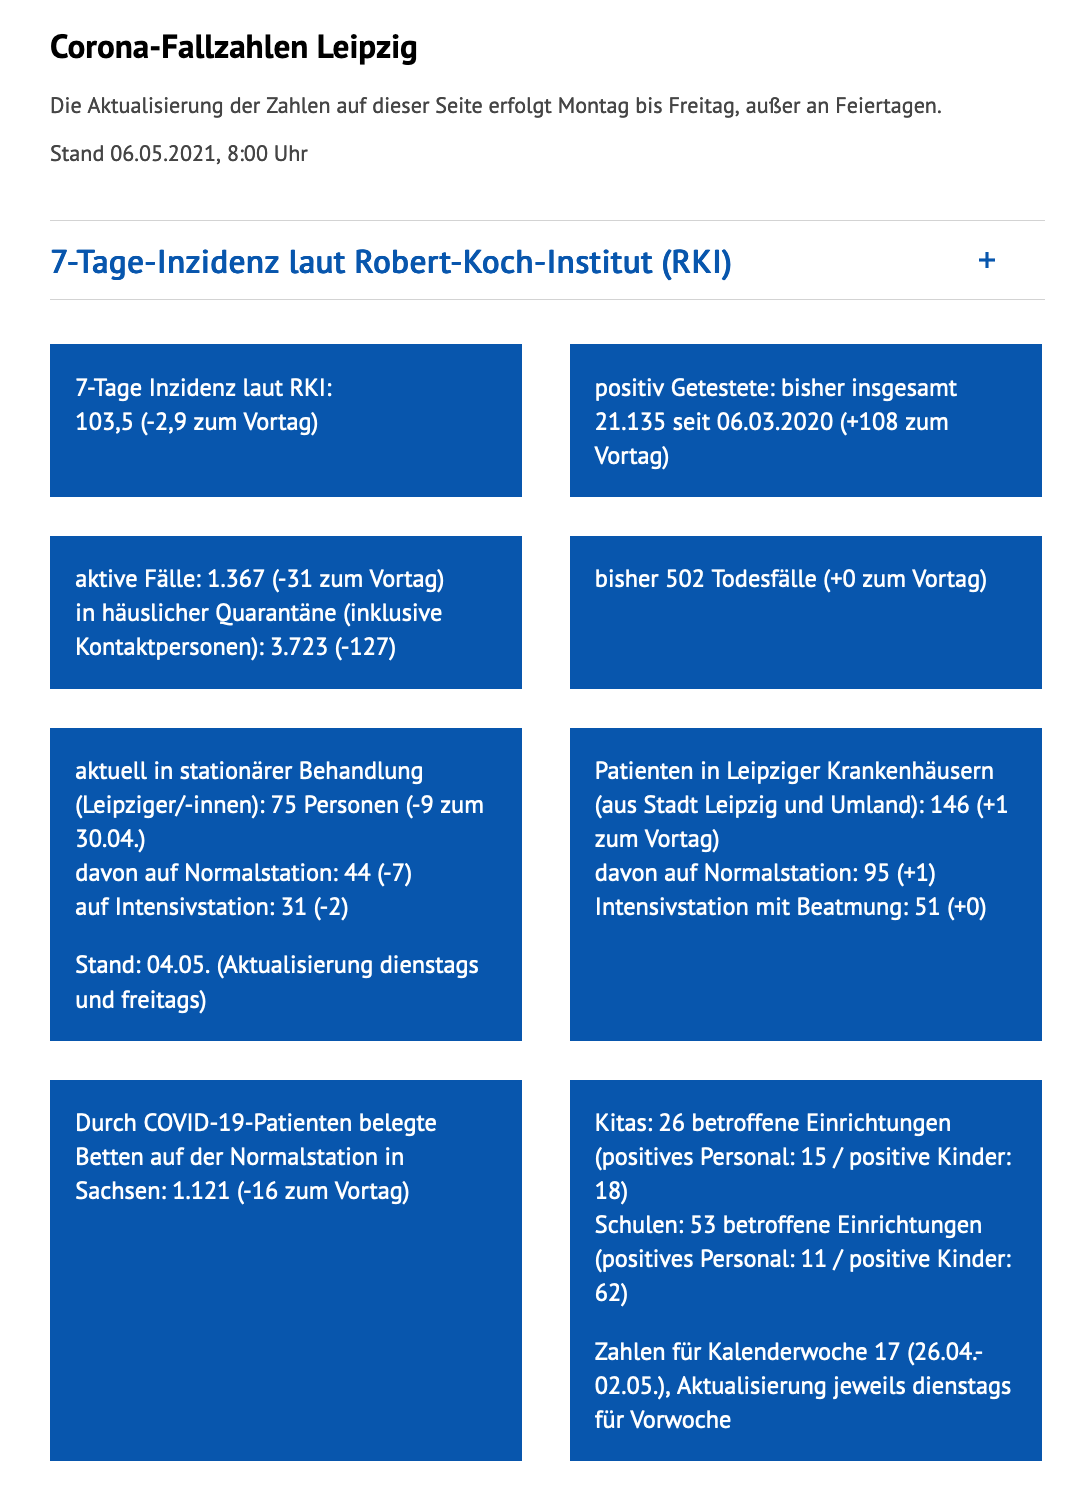 Corona-Fallzahlen Leipzig
Die Aktualisierung der Zahlen auf dieser Seite erfolgt Montag bis Freitag, außer an Feiertagen.
Stand 06.05.2021, 8:00 Uhr
7-Tage-Inzidenz laut Robert-Koch-Institut (RKI) +
7-Tage Inzidenz laut RKI:
103,5 (-2,9 zum Vortag)
positiv Getestete: bisher insgesamt
21.135 seit 06.03.2020 (+108 zum
Vortag)
aktive Fälle: 1.367 (-31 zum Vortag)
in häuslicher Quarantäne (inklusive
Kontaktpersonen): 3.723 (-127)
bisher 502 Todesfälle (+0 zum Vortag)
aktuell in stationärer Behandlung
(Leipziger/-innen): 75 Personen (-9 zum
30.04.)
davon auf Normalstation: 44 (-7)
auf Intensivstation: 31 (-2)
Stand: 04.05. (Aktualisierung dienstags
und freitags)
Patienten in Leipziger Krankenhäusern
(aus Stadt Leipzig und Umland): 146 (+1
zum Vortag)
davon auf Normalstation: 95 (+1)
Intensivstation mit Beatmung: 51 (+0)
Durch COVID-19-Patienten belegte
Betten auf der Normalstation in
Sachsen: 1.121 (-16 zum Vortag)
Kitas: 26 betroffene Einrichtungen
(positives Personal: 15 / positive Kinder:
18)
Schulen: 53 betroffene Einrichtungen
(positives Personal: 11 / positive Kinder:
62)
Zahlen für Kalenderwoche 17 (26.04.-
02.05.), Aktualisierung jeweils dienstags
für Vorwoche